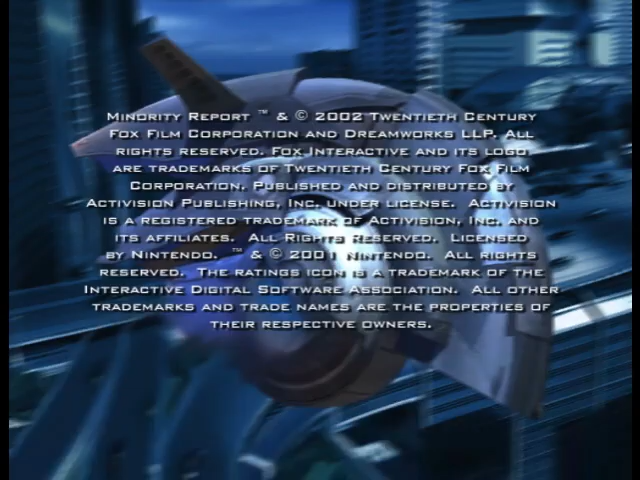 Minority Report ™ & © 2002 Twentieth Century
Fox Film Corporation and Dreamworks LLP. All
rights reserved. Fox Interactive and its logo
are trademarks of Twentieth Century Fox Film
Corporation. Published and distributed by
Activision Publishing, Inc. under license. Activision
is a registered trademark of Activision, Inc. and
its affiliates. All Rights Reserved. Licensed
by Nintendo. ™ & © 2001 Nintendo. All rights
reserved. The ratings icon is a trademark of the
Interactive Digital Software Association. All other
trademarks and trade names are the properties of
their respective owners.